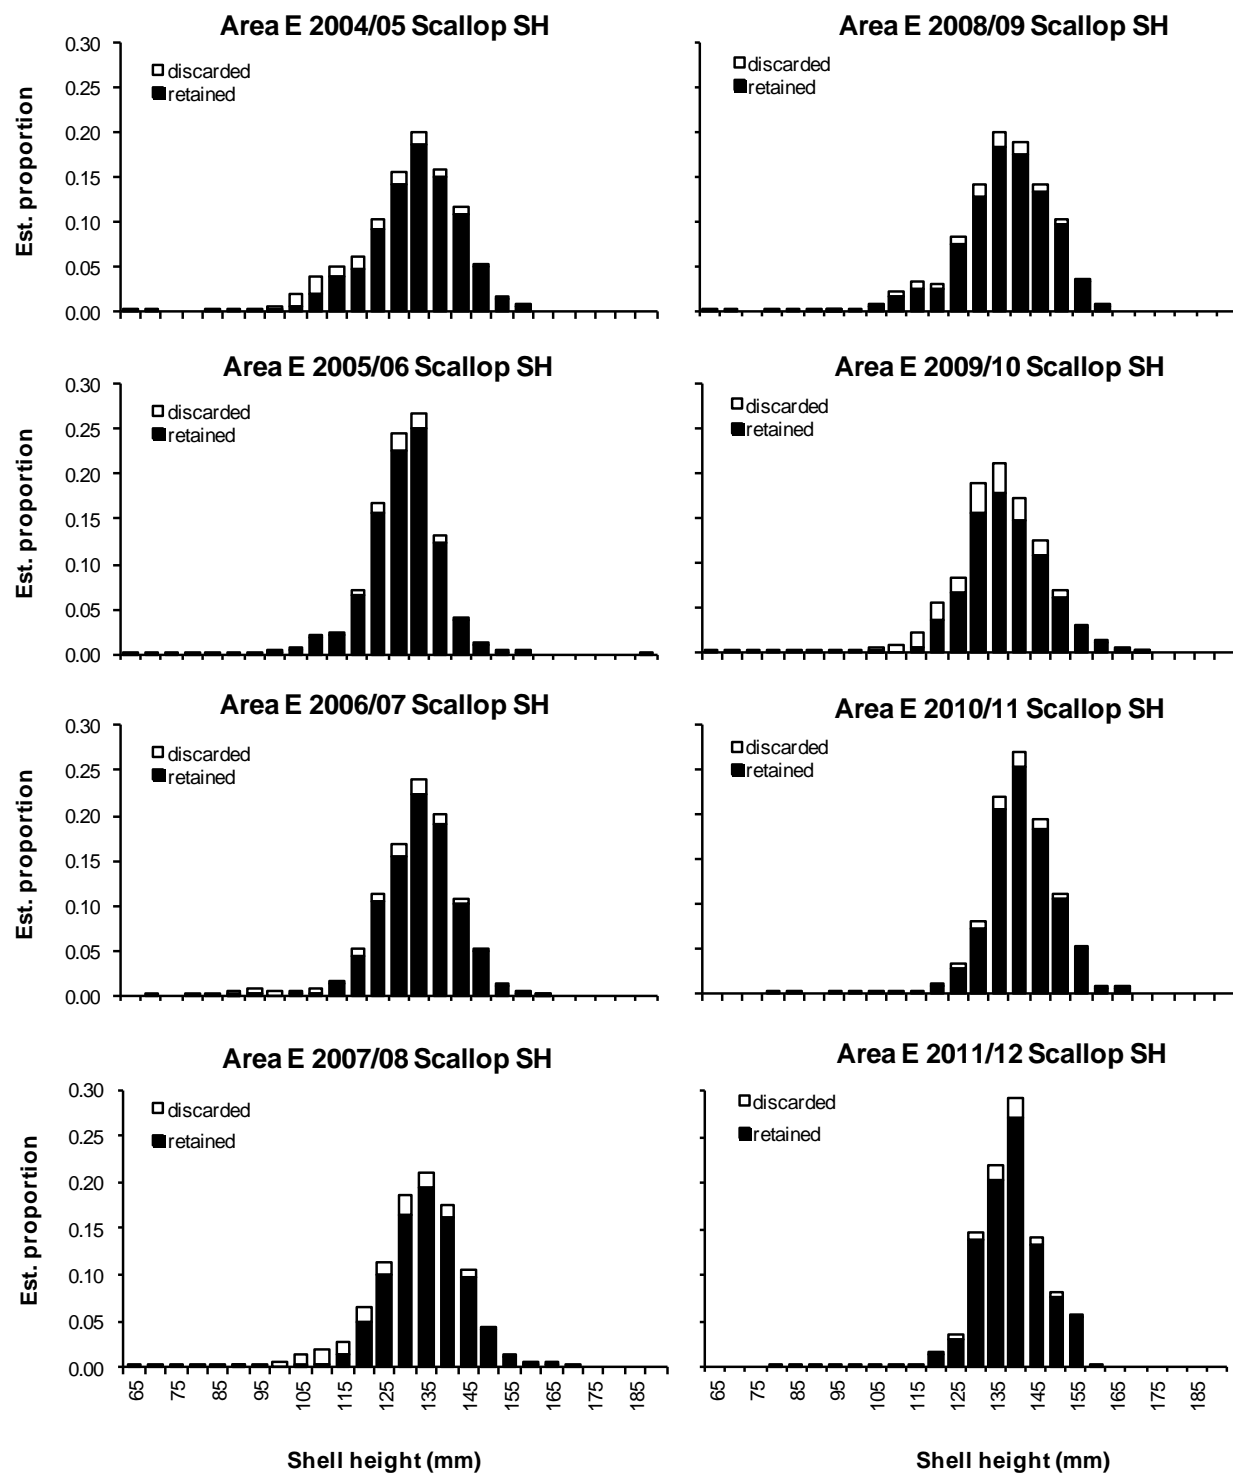 Area E 2004/05 Scallop SH
Est. proportion
0.30
0.25
0.20
0.15
0.10
0.05
0.00
discarded
retained
Area E 2008/09 Scallop SH
discarded
retained
Area E 2005/06 Scallop SH
Est. proportion
0.30
0.25
0.20
0.15
0.10
0.05
0.00
discarded
retained
Area E 2009/10 Scallop SH
discarded
retained
Area E 2006/07 Scallop SH
Est. proportion
0.30
0.25
0.20
0.15
0.10
0.05
0.00
discarded
retained
Area E 2010/11 Scallop SH
discarded
retained
Area E 2007/08 Scallop SH
Est. proportion
0.30
0.25
0.20
0.15
0.10
0.05
0.00
discarded
retained
65 75 85 95 105 115 125 135 145 155 165 175 185
Shell height (mm)
Area E 2011/12 Scallop SH
discarded
retained
65 75 85 95 105 115 125 135 145 155 165 175 185
Shell height (mm)